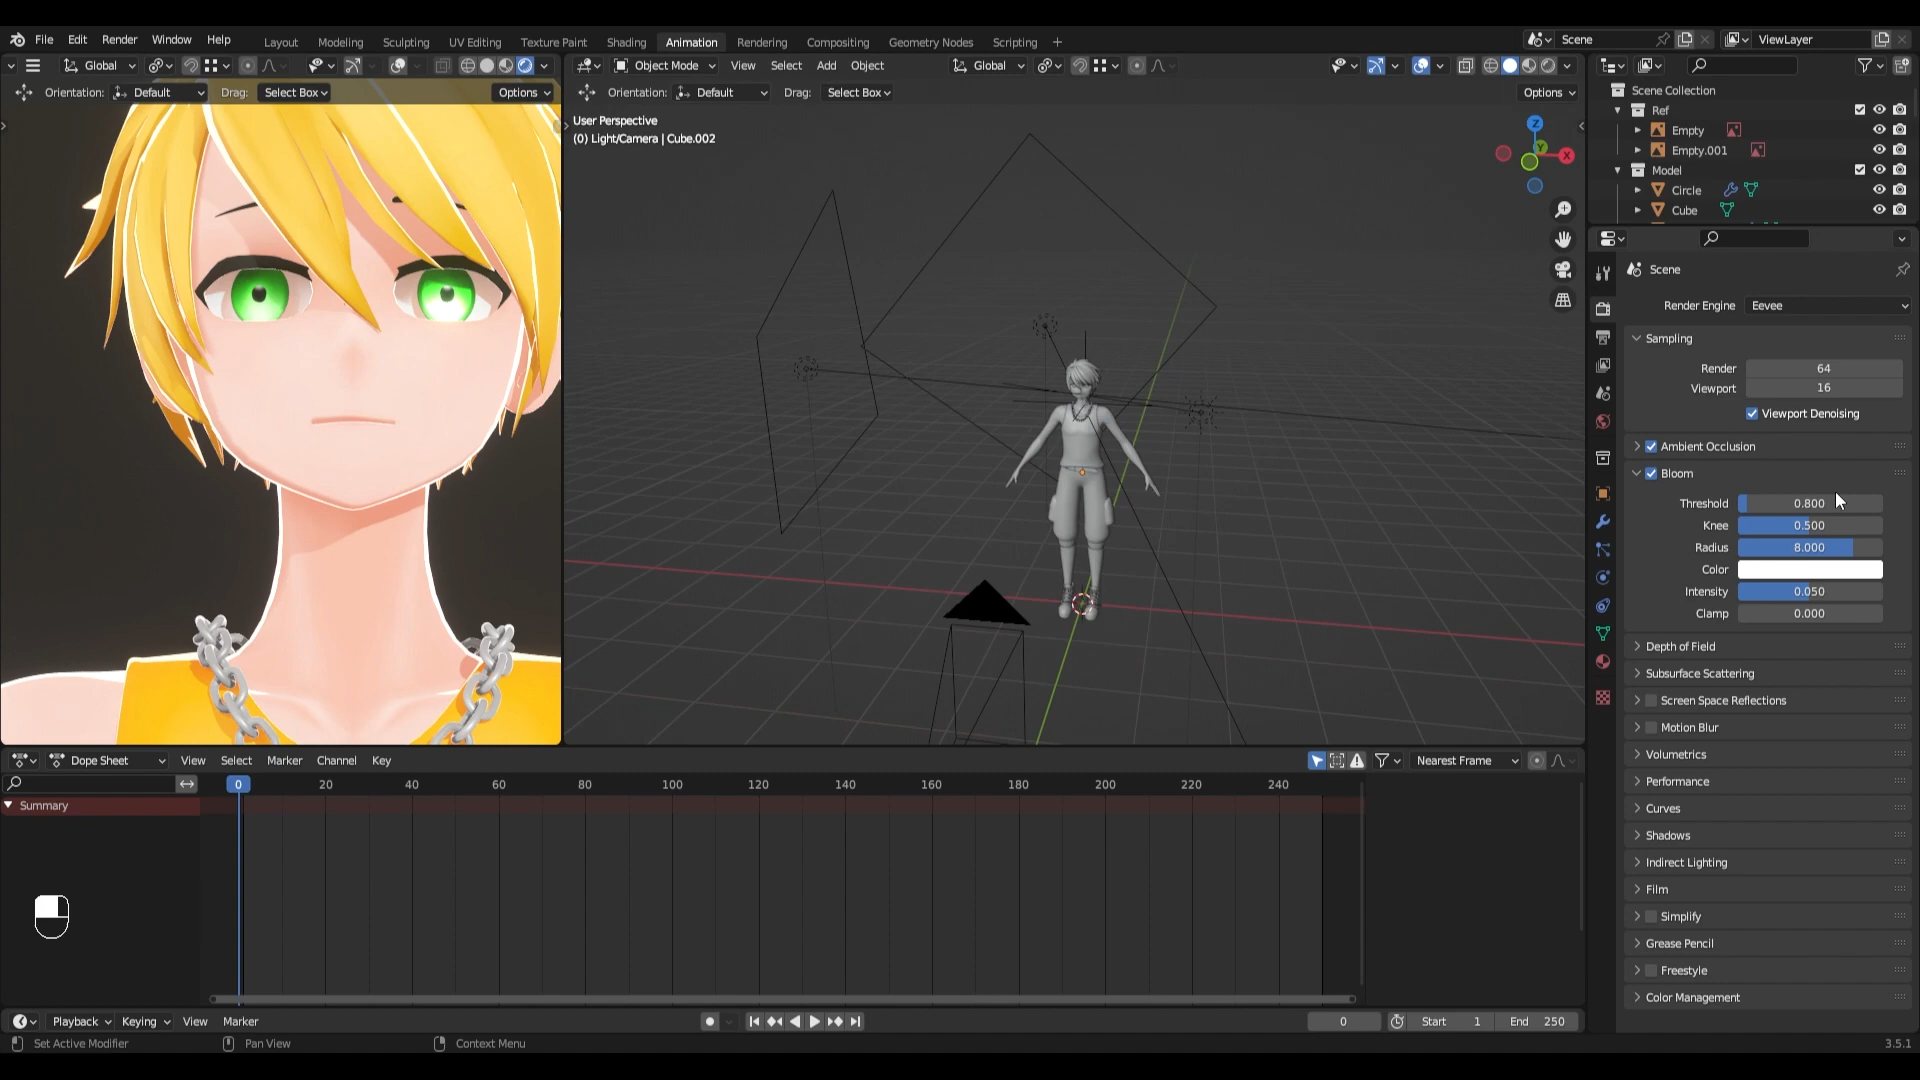 File Edit Render Window Help Layout Modeling Sculpting UV Editing Texture Paint Shading Animation Rendering Compositing Geometry Nodes Scripting + Scene ViewLayer
Global Object Mode View Select Add Object Global
Orientation: Default Drag: Select Box Options Orientation: Default Drag: Select Box Options
User Perspective
(0) Light/Camera | Cube.002
Z
Y
X
Scene Collection
Ref
Empty
Empty.001
Model
Circle
Cube
Scene
Render Engine Eevee
Sampling
Render 64
Viewport 16
Viewport Denoising
Ambient Occlusion
Bloom
Threshold 0.800
Knee 0.500
Radius 8.000
Color
Intensity 0.050
Clamp 0.000
Depth of Field
Subsurface Scattering
Screen Space Reflections
Motion Blur
Volumetrics
Performance
Curves
Shadows
Indirect Lighting
Film
Simplify
Grease Pencil
Freestyle
Color Management
Dope Sheet View Select Marker Channel Key Nearest Frame
0 20 40 60 80 100 120 140 160 180 200 220 240
Summary
Playback Keying View Marker 0 Start 1 End 250
Set Active Modifier Pan View Context Menu 3.5.1